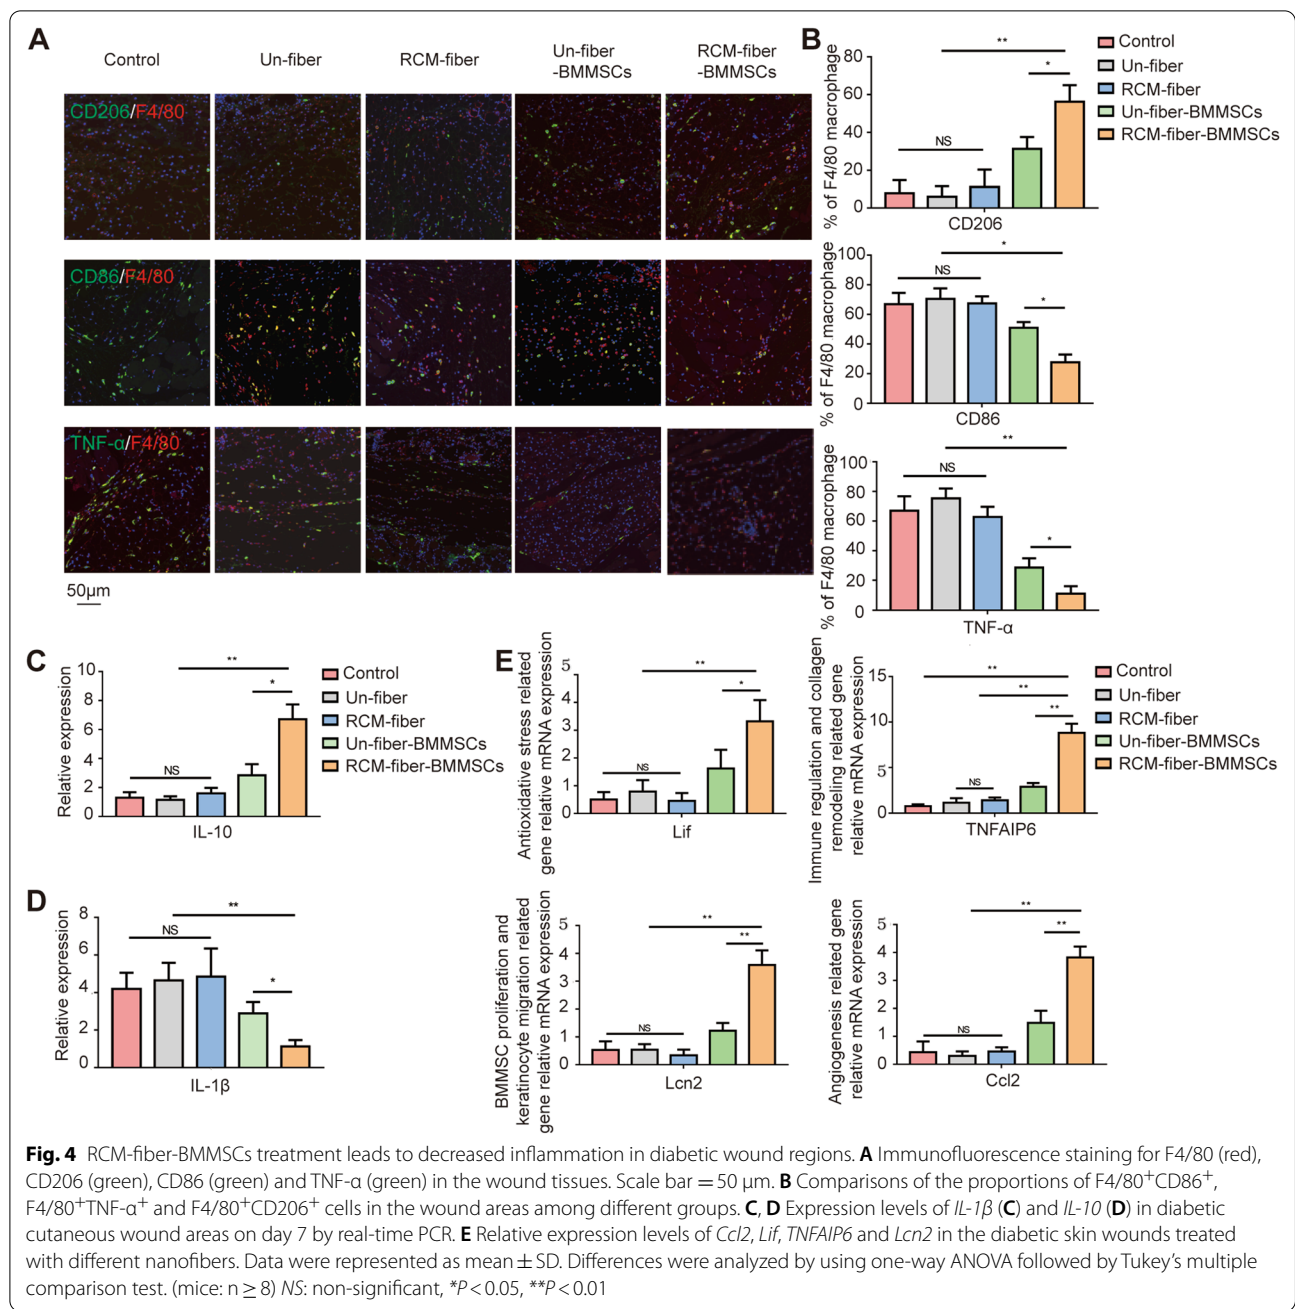 A
Control
Un-fiber
RCM-fiber
Un-fiber
-BMMSCs
RCM-fiber
-BMMSCs
CD206/F4/80
CD86/F4/80
TNF-α/F4/80
50μm
B
% of F4/80 macrophage
80
60
40
20
0
NS
**
*
CD206
Control
Un-fiber
RCM-fiber
Un-fiber-BMMSCs
RCM-fiber-BMMSCs
% of F4/80 macrophage
100
80
60
40
20
0
NS
*
*
CD86
% of F4/80 macrophage
100
80
60
40
20
0
NS
**
*
TNF-α
C
Relative expression
10
8
6
4
2
0
NS
**
*
IL-10
Control
Un-fiber
RCM-fiber
Un-fiber-BMMSCs
RCM-fiber-BMMSCs
D
Relative expression
8
6
4
2
0
NS
**
*
IL-1β
E
Antioxidative stress related
gene relative mRNA expression
5
4
3
2
1
0
NS
**
*
Lif
Immune regulation and collagen
remodeling related gene
relative mRNA expression
15
10
5
0
NS
**
**
**
TNFAIP6
Control
Un-fiber
RCM-fiber
Un-fiber-BMMSCs
RCM-fiber-BMMSCs
BMMSC proliferation and
keratinocyte migration related
gene relative mRNA expression
5
4
3
2
1
0
NS
**
**
Lcn2
Angiogenesis related gene
relative mRNA expression
5
4
3
2
1
0
NS
**
**
Ccl2
Fig. 4 RCM-fiber-BMMSCs treatment leads to decreased inflammation in diabetic wound regions. A Immunofluorescence staining for F4/80 (red),
CD206 (green), CD86 (green) and TNF-α (green) in the wound tissues. Scale bar = 50 μm. B Comparisons of the proportions of F4/80⁺CD86⁺,
F4/80⁺TNF-α⁺ and F4/80⁺CD206⁺ cells in the wound areas among different groups. C, D Expression levels of IL-1β (C) and IL-10 (D) in diabetic
cutaneous wound areas on day 7 by real-time PCR. E Relative expression levels of Ccl2, Lif, TNFAIP6 and Lcn2 in the diabetic skin wounds treated
with different nanofibers. Data were represented as mean ± SD. Differences were analyzed by using one-way ANOVA followed by Tukey's multiple
comparison test. (mice: n ≥ 8) NS: non-significant, *P < 0.05, **P < 0.01